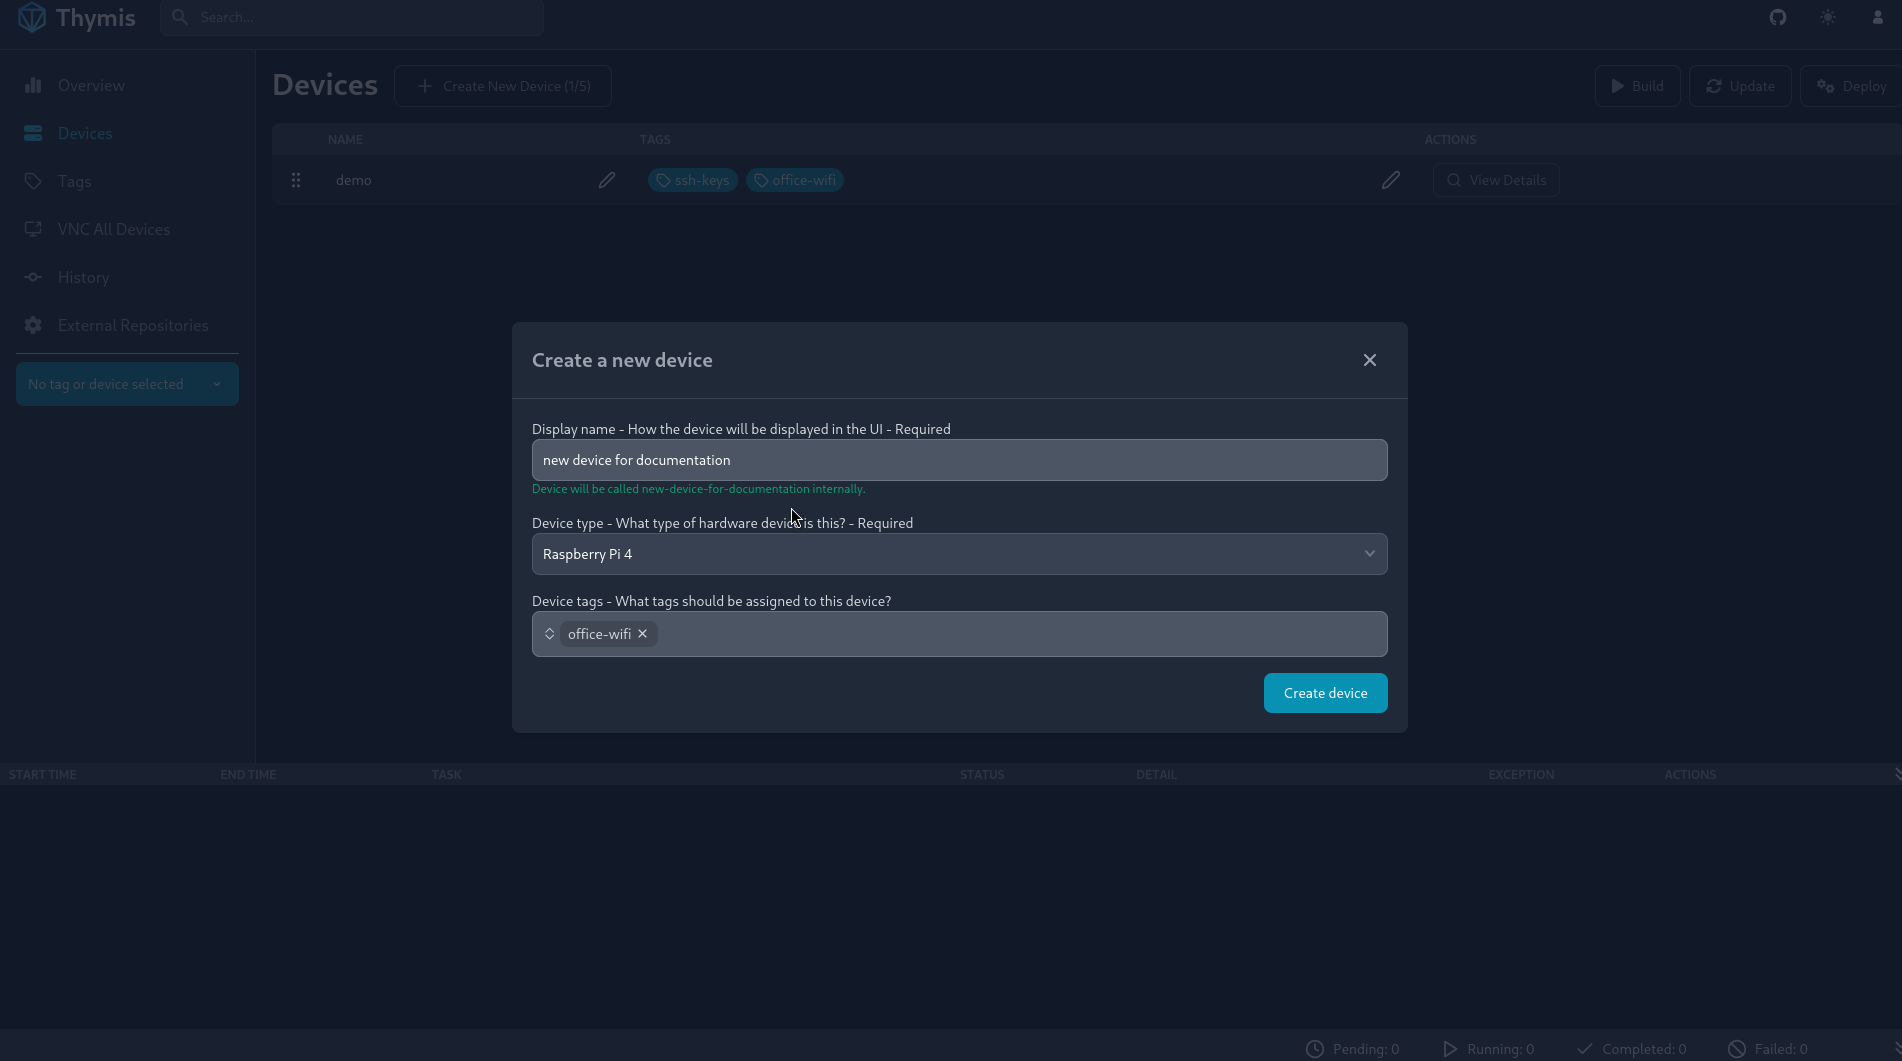 Thymis
Search...
Overview
Devices
Tags
VNC All Devices
History
External Repositories
No tag or device selected
Devices
Create New Device (1/5)
Build
Update
Deploy
NAME TAGS ACTIONS
demo ssh-keys office-wifi View Details
Create a new device
Display name - How the device will be displayed in the UI - Required
new device for documentation
Device will be called new-device-for-documentation internally.
Device type - What type of hardware device is this? - Required
Raspberry Pi 4
Device tags - What tags should be assigned to this device?
office-wifi
Create device
START TIME END TIME TASK STATUS DETAIL EXCEPTION ACTIONS
Pending: 0 Running: 0 Completed: 0 Failed: 0